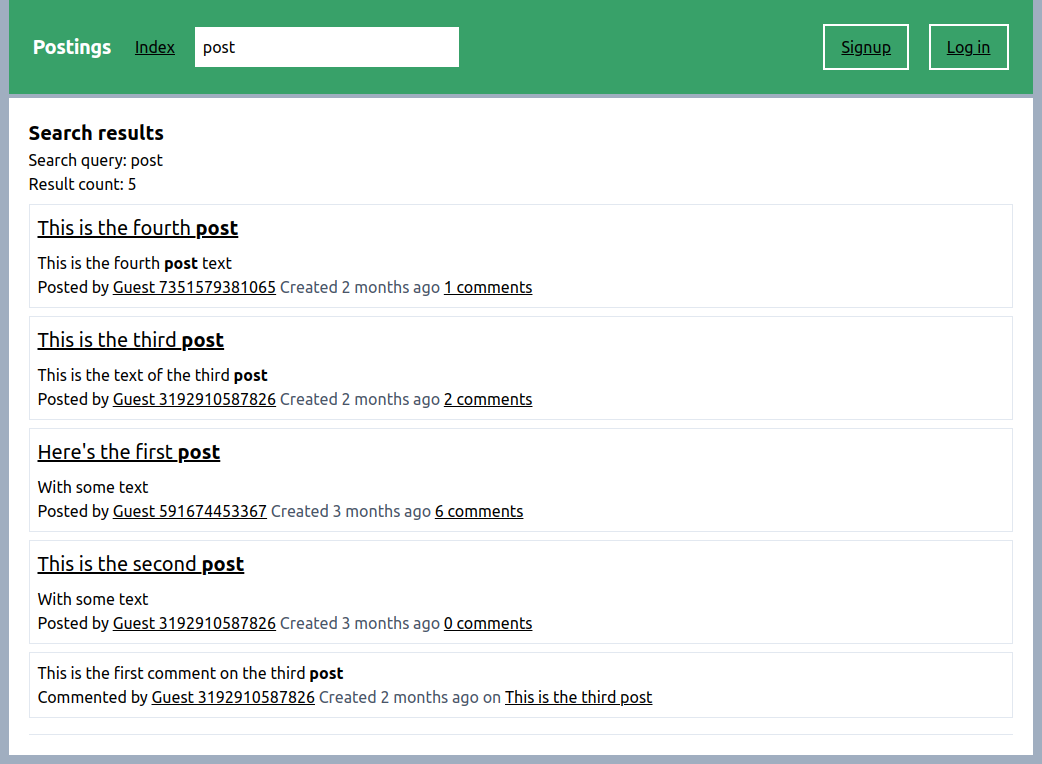 Postings Index post Signup Log in
Search results
Search query: post
Result count: 5
This is the fourth post
This is the fourth post text
Posted by Guest 7351579381065 Created 2 months ago 1 comments
This is the third post
This is the text of the third post
Posted by Guest 3192910587826 Created 2 months ago 2 comments
Here's the first post
With some text
Posted by Guest 591674453367 Created 3 months ago 6 comments
This is the second post
With some text
Posted by Guest 3192910587826 Created 3 months ago 0 comments
This is the first comment on the third post
Commented by Guest 3192910587826 Created 2 months ago on This is the third post